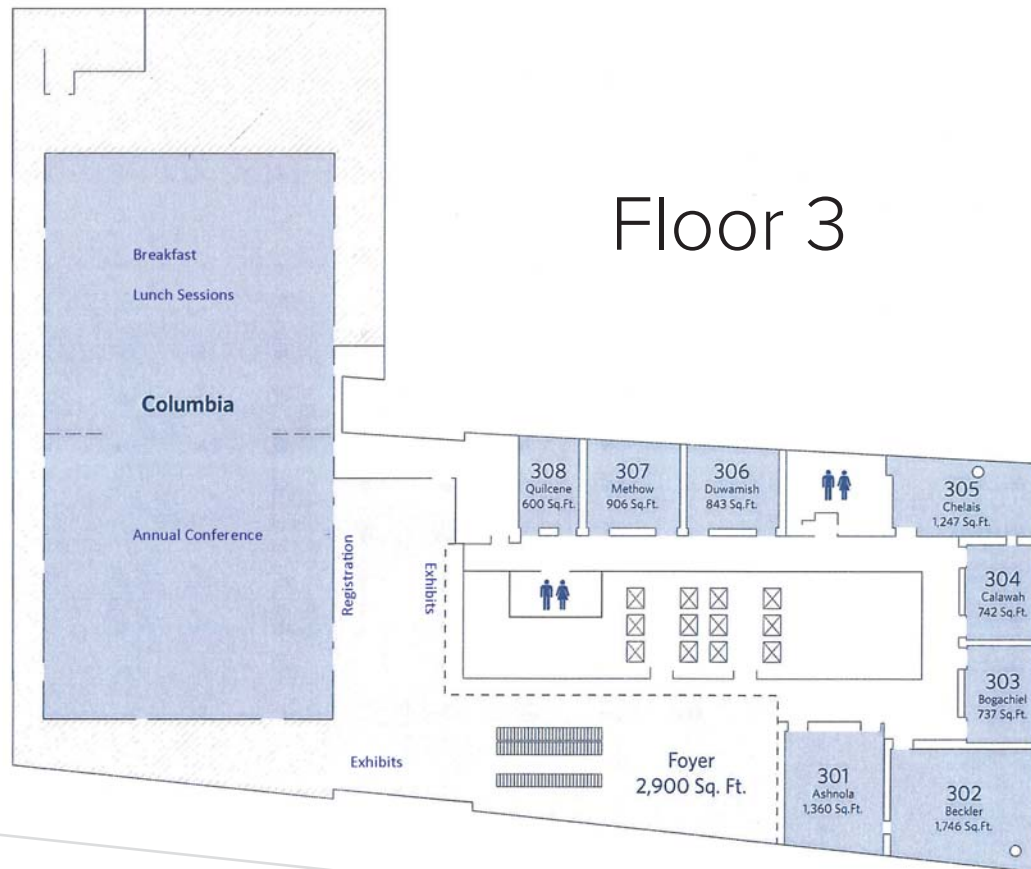 Floor 3
Breakfast
Lunch Sessions
Columbia
Annual Conference
Registration
Exhibits
Exhibits
308
Quilcene
600 Sq.Ft.
307
Methow
906 Sq.Ft.
306
Duwamish
843 Sq.Ft.
305
Chelais
1,247 Sq.Ft.
304
Calawah
742 Sq.Ft.
303
Bogachiel
737 Sq.Ft.
Foyer
2,900 Sq. Ft.
301
Ashnola
1,360 Sq.Ft.
302
Beckler
1,746 Sq.Ft.